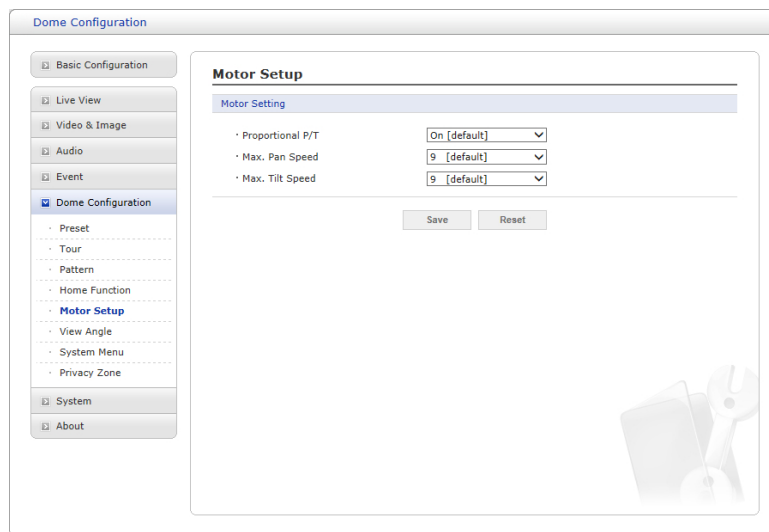 Dome Configuration
Basic Configuration
Live View
Video & Image
Audio
Event
Dome Configuration
· Preset
· Tour
· Pattern
· Home Function
· Motor Setup
· View Angle
· System Menu
· Privacy Zone
System
About
Motor Setup
Motor Setting
· Proportional P/T On [default]
· Max. Pan Speed 9 [default]
· Max. Tilt Speed 9 [default]
Save Reset